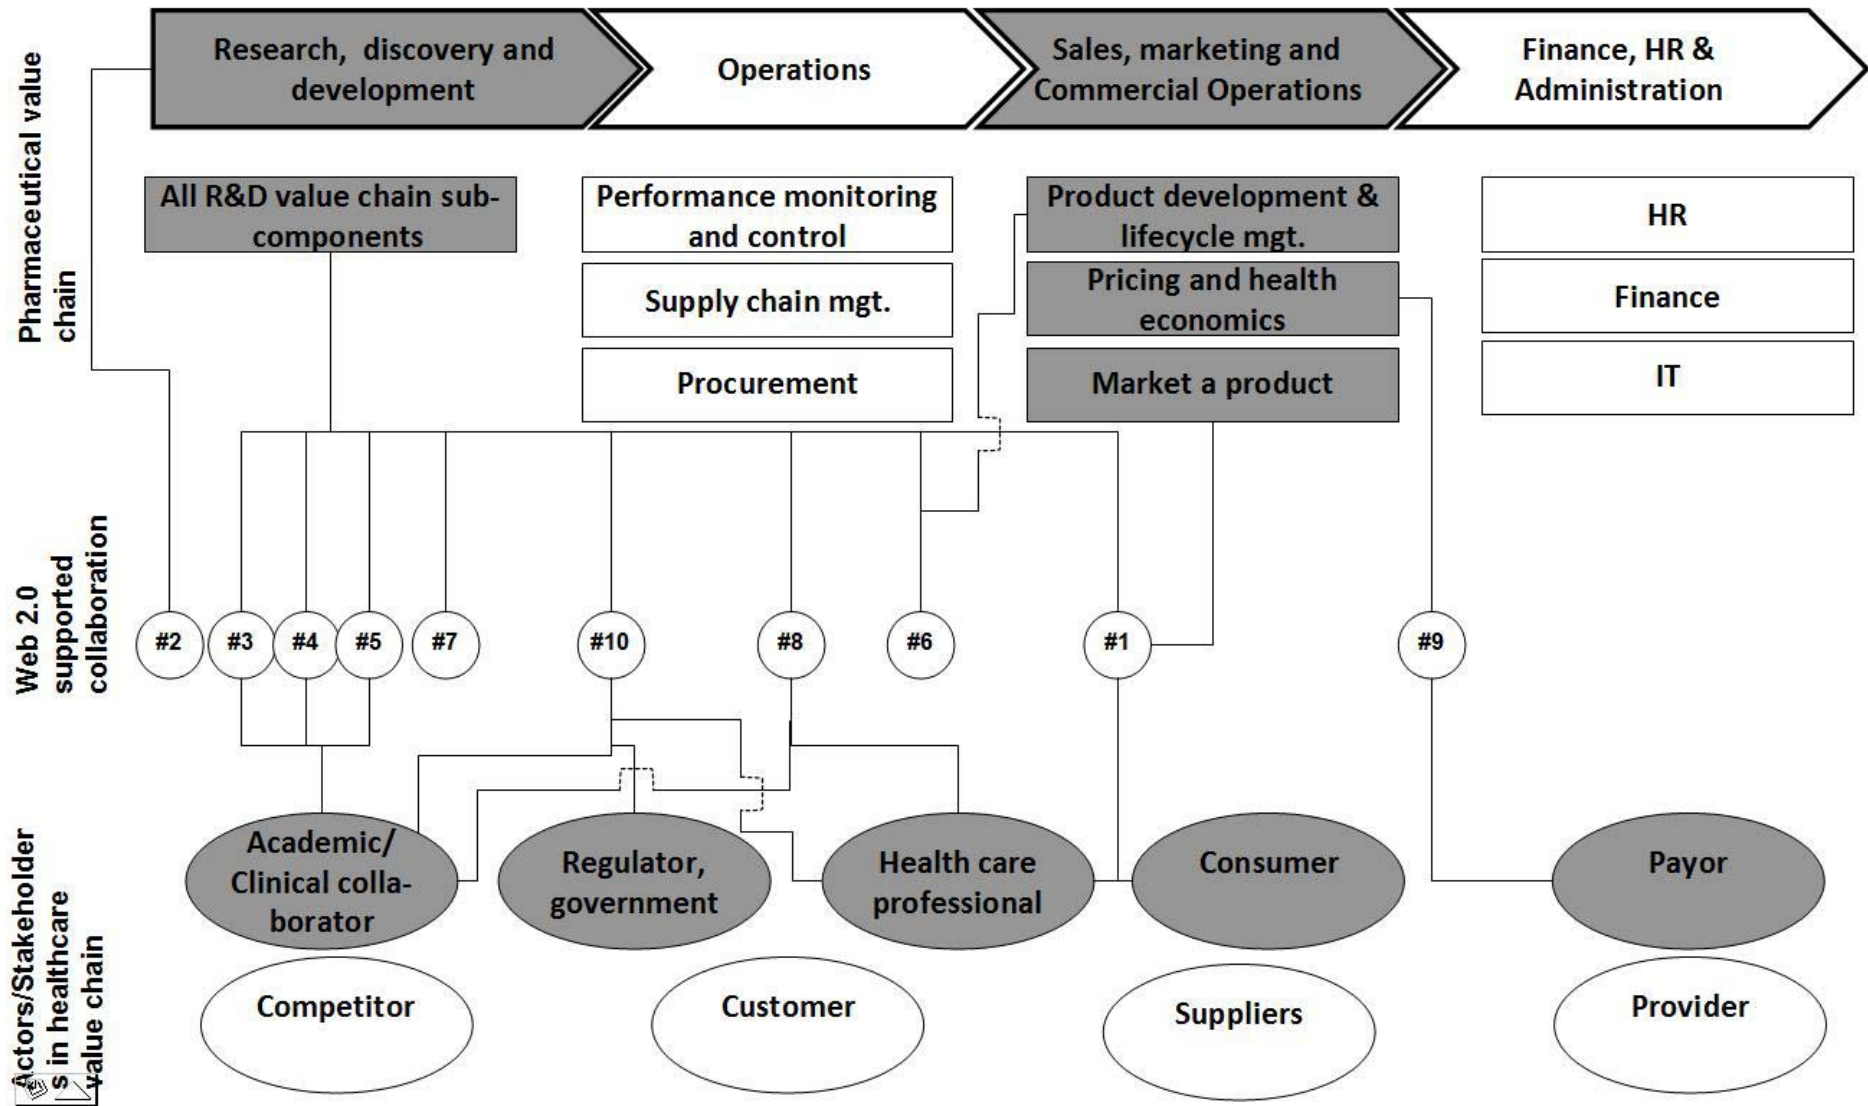 Pharmaceutical value
chain
Research, discovery and
development
Operations
Sales, marketing and
Commercial Operations
Finance, HR &
Administration
All R&D value chain sub-
components
Performance monitoring
and control
Supply chain mgt.
Procurement
Product development &
lifecycle mgt.
Pricing and health
economics
Market a product
HR
Finance
IT
Web 2.0
supported
collaboration
#2
#3
#4
#5
#7
#10
#8
#6
#1
#9
Actors/Stakeholder
s in healthcare
value chain
Academic/
Clinical colla-
borator
Regulator,
government
Health care
professional
Consumer
Payor
Competitor
Customer
Suppliers
Provider